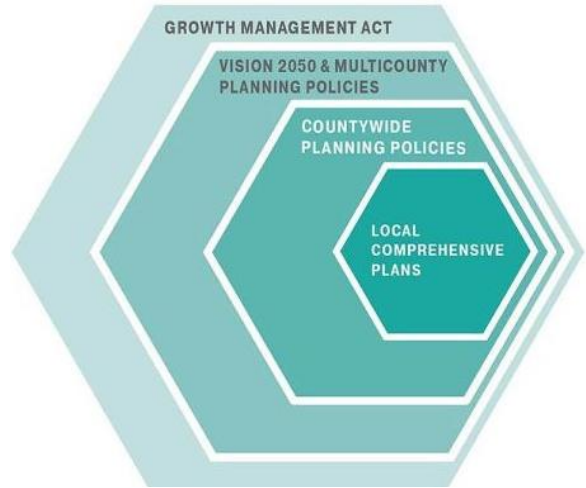 GROWTH MANAGEMENT ACT
VISION 2050 & MULTICOUNTY
PLANNING POLICIES
COUNTYWIDE
PLANNING POLICIES
LOCAL
COMPREHENSIVE
PLANS